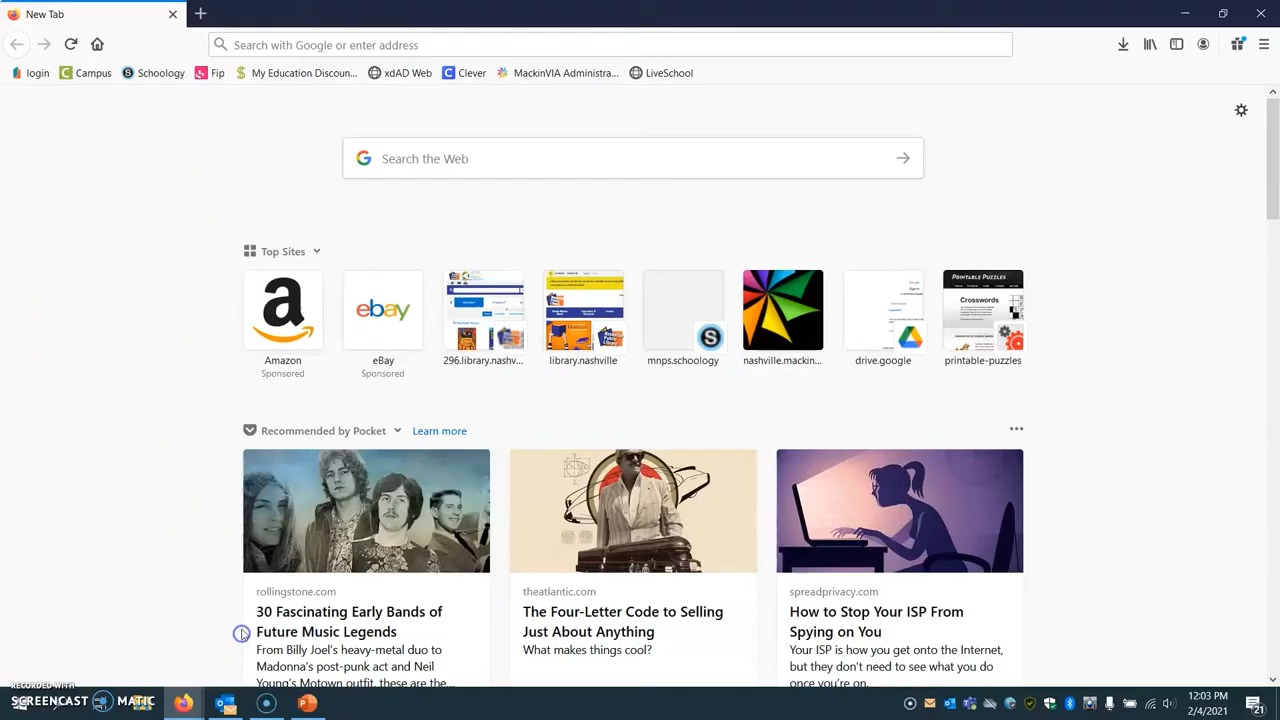 New Tab
Search with Google or enter address
login Campus Schoology Fip My Education Discoun... xdAD Web Clever MackinVIA Administra... LiveSchool
Search the Web
Top Sites
a ebay PRINTABLE PUZZLES
Crosswords
Amazon eBay 296.library.nashv... library.nashville mnps.schoology nashville.mackin... drive.google printable-puzzles
Sponsored Sponsored
Recommended by Pocket Learn more
rollingstone.com theatlantic.com spreadprivacy.com
30 Fascinating Early Bands of The Four-Letter Code to Selling How to Stop Your ISP From
Future Music Legends Just About Anything Spying on You
From Billy Joel's heavy-metal duo to What makes things cool? Your ISP is how you get onto the Internet,
Madonna's post-punk act and Neil but they don't need to see what you do
Young's Motown outfit, these are the... once you're on.
RECORDED WITH
SCREENCAST MATIC
12:03 PM
2/4/2021
21